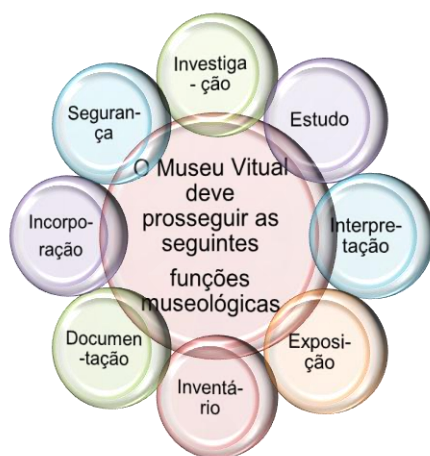 Investiga
- ção
Estudo
Interpre-
tação
Exposi-
ção
Inventá-
rio
Documen
-tação
Incorpo-
ração
Seguran-
ça
O Museu Vitual
deve
prosseguir as
seguintes
funções
museológicas